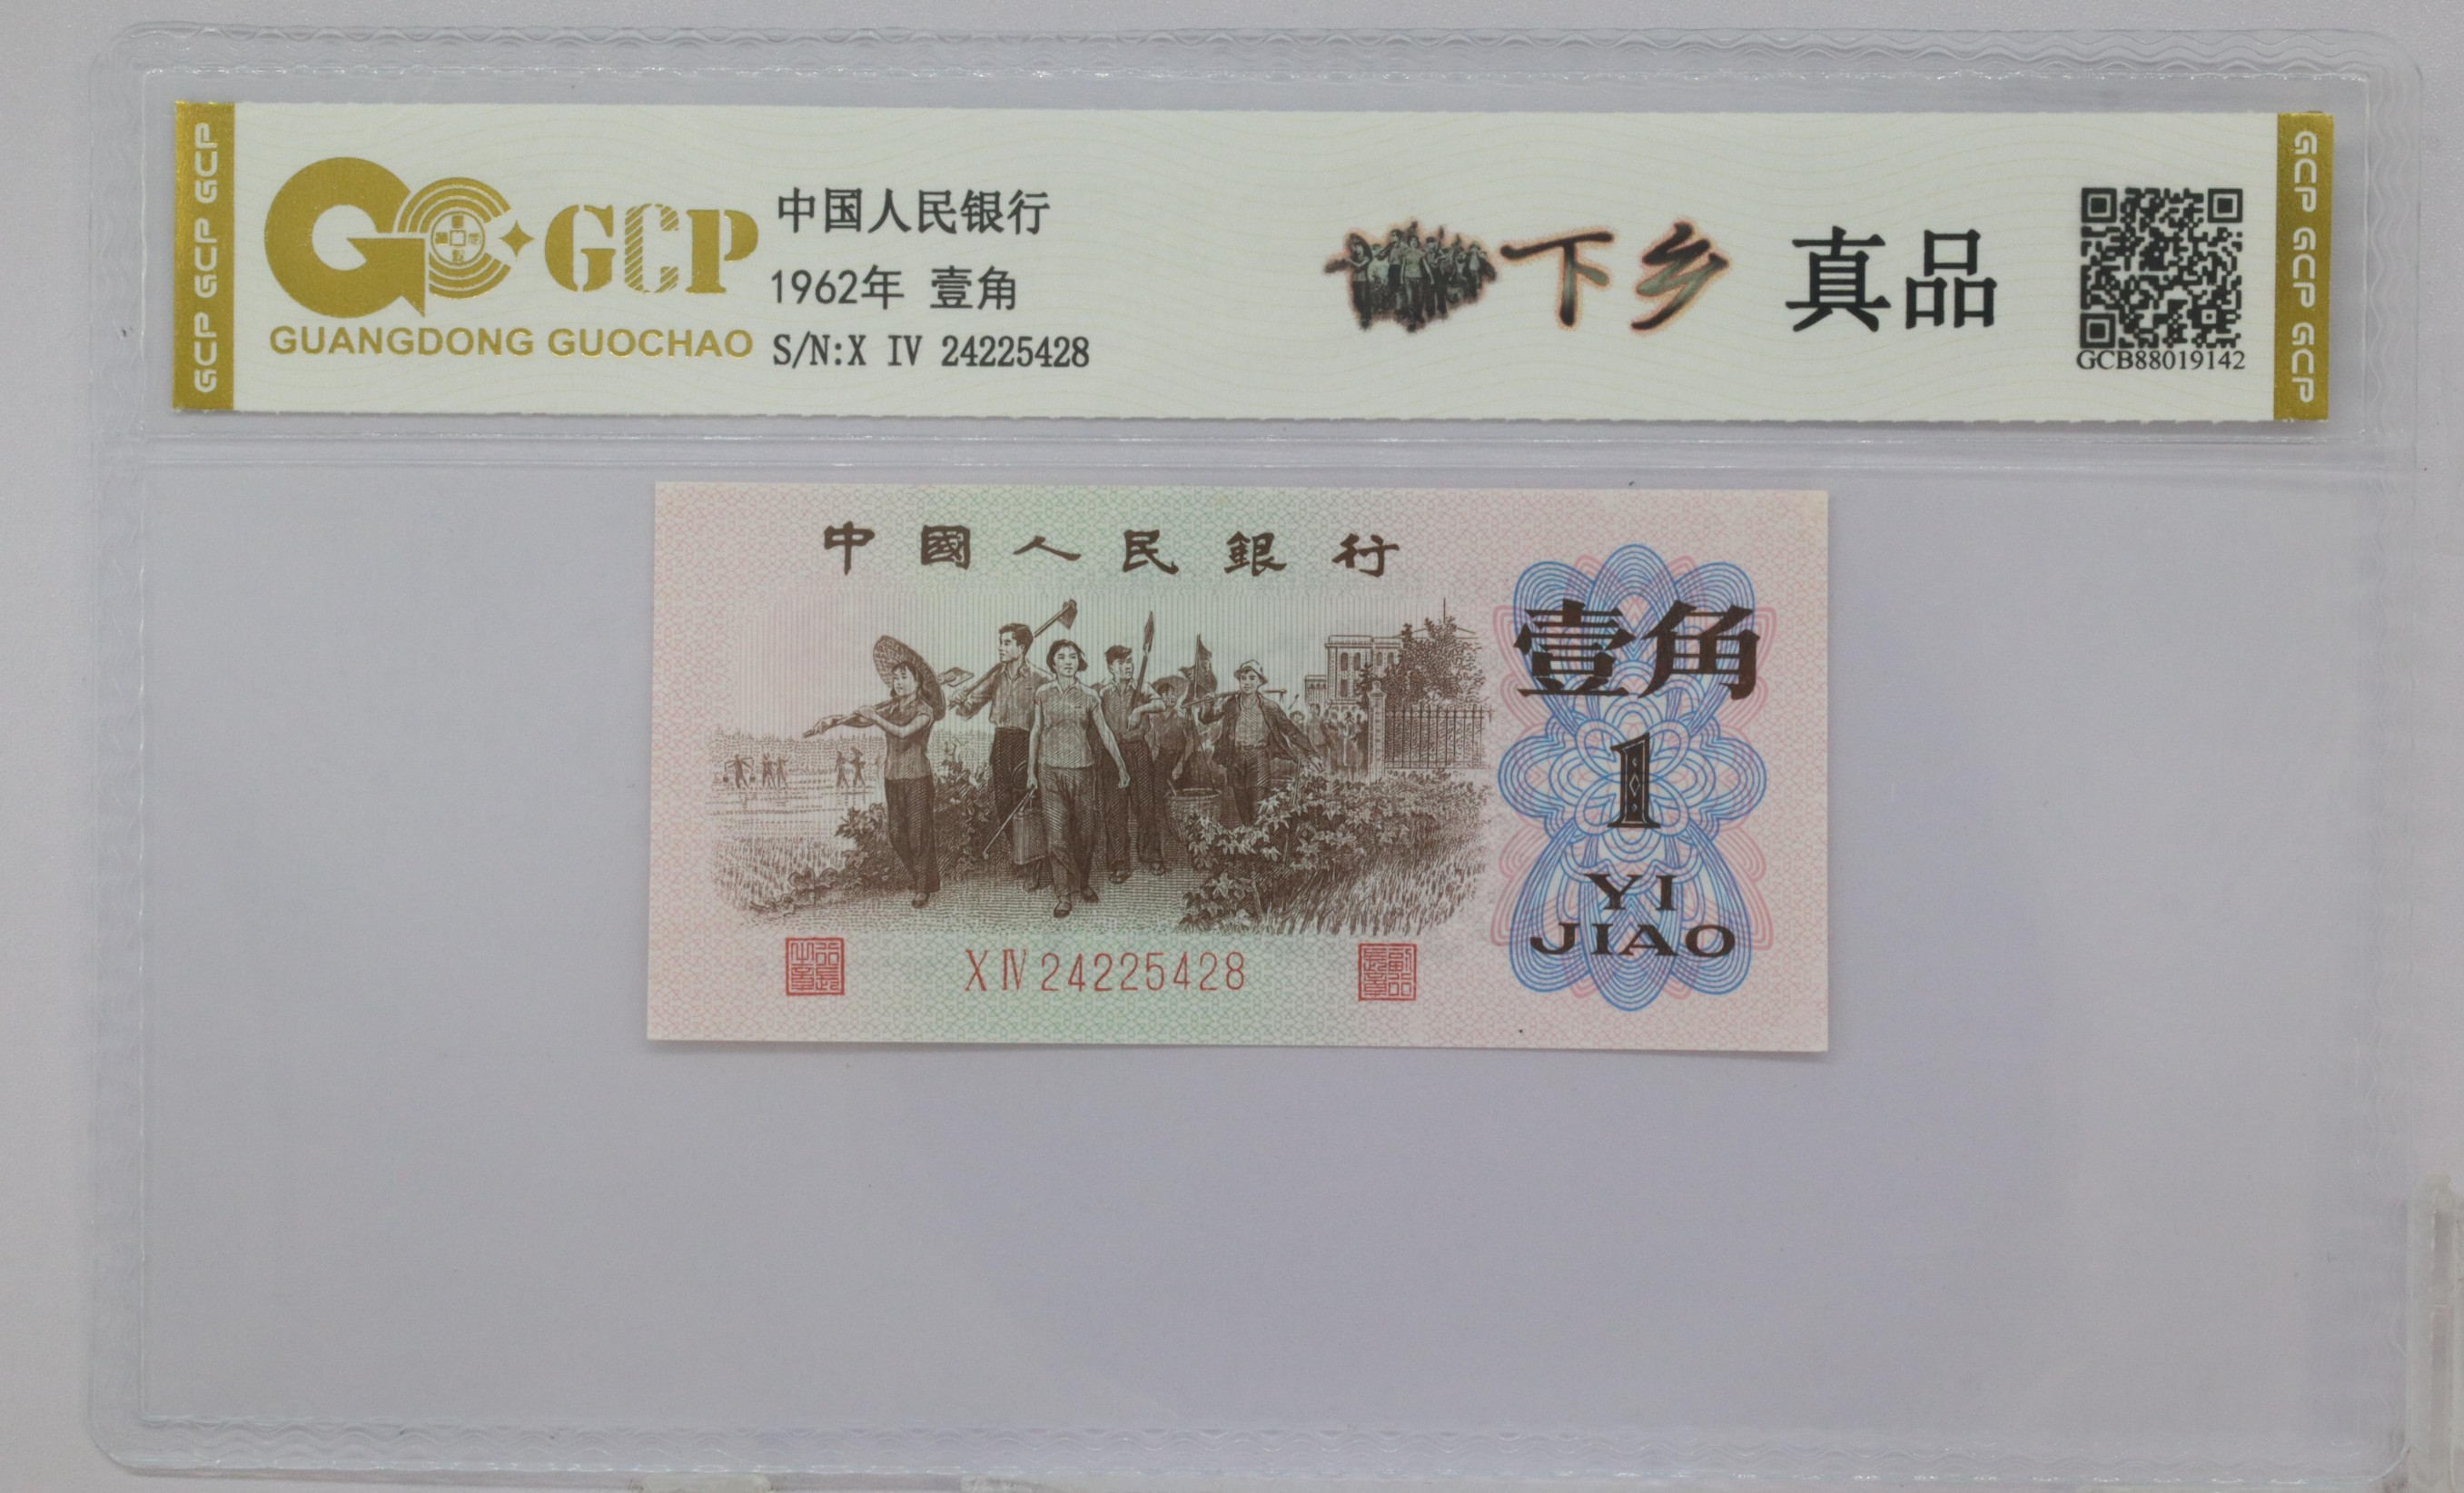 GCP GCP GCP
GCP
GUANGDONG GUOCHAO
中国人民银行
1962年 壹角
S/N:X IV 24225428
下乡 真品
GCB88019142
GCP GCP GCP
中國人民銀行
壹角
1
YI
JIAO
X IV 24225428